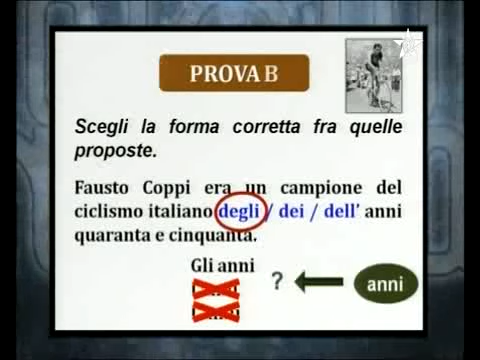 PROVA B
Scegli la forma corretta fra quelle
proposte.
Fausto Coppi era un campione del
ciclismo italiano degli / dei / dell' anni
quaranta e cinquanta.
Gli anni
? anni